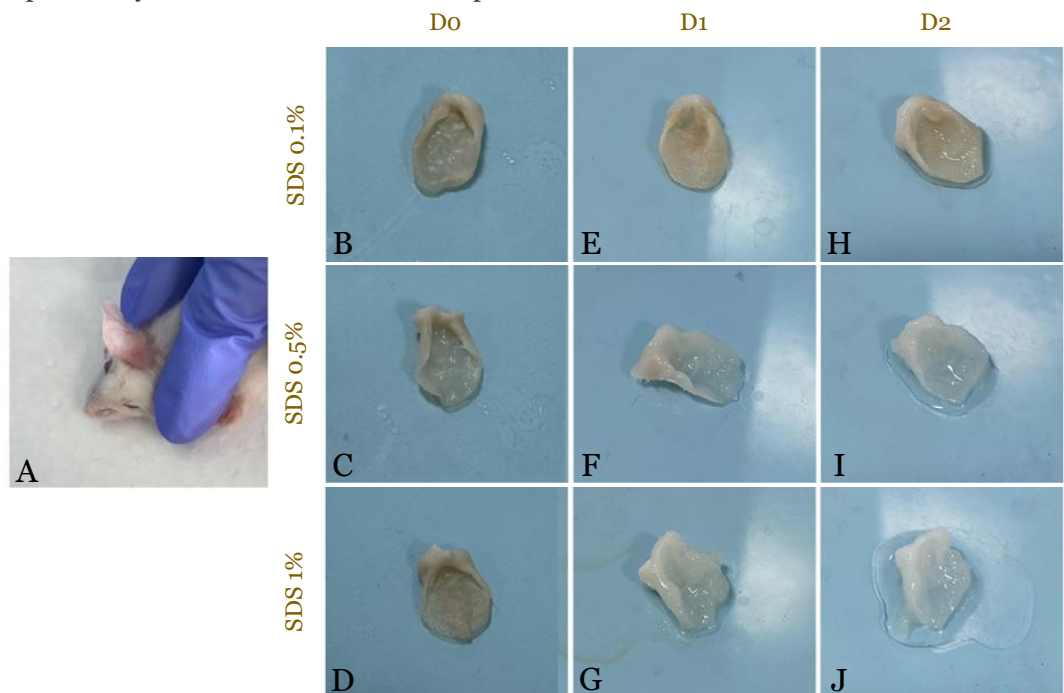 D0 D1 D2
SDS 0.1%
B E H
SDS 0.5%
A C F I
SDS 1%
D G J